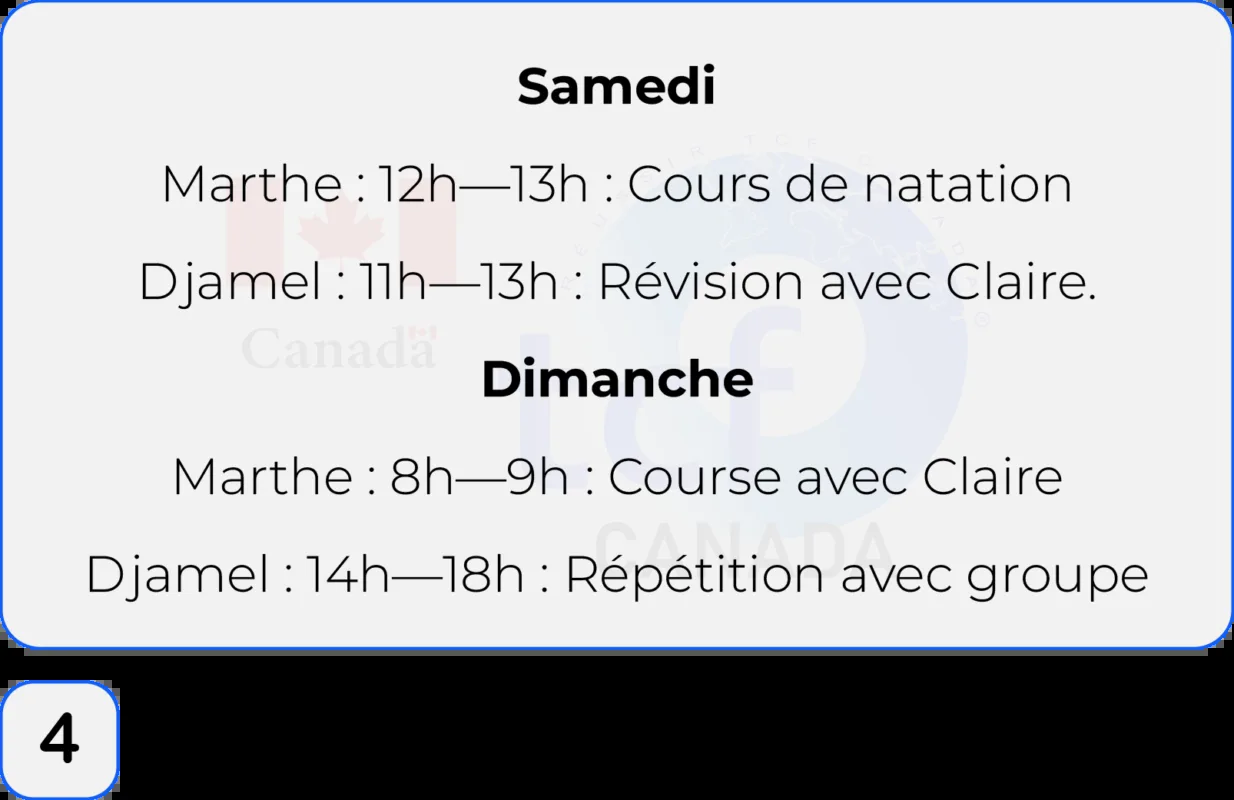 Samedi
Marthe : 12h—13h : Cours de natation
Djamel : 11h—13h : Révision avec Claire.
Canada
Dimanche
Lcf
Marthe : 8h—9h : Course avec Claire
CANADA
Djamel : 14h—18h : Répétition avec groupe
4